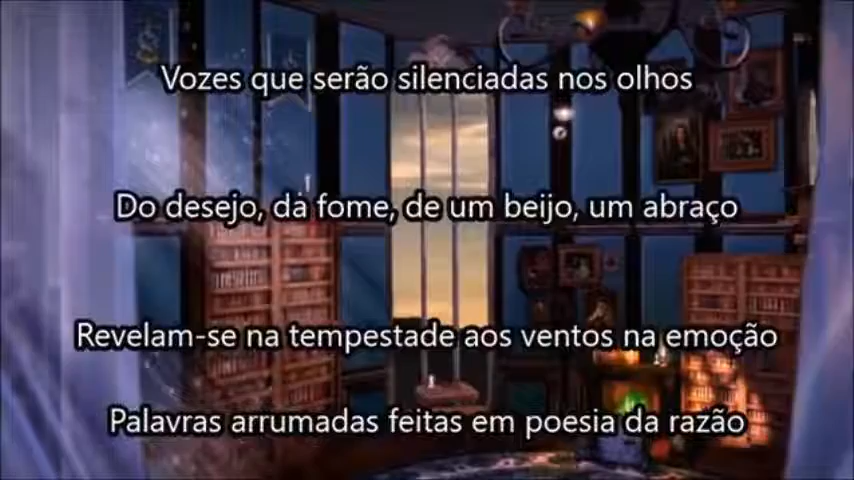 Vozes que serão silenciadas nos olhos
Do desejo, da fome, de um beijo, um abraço
Revelam-se na tempestade aos ventos na emoção
Palavras arrumadas feitas em poesia da razão